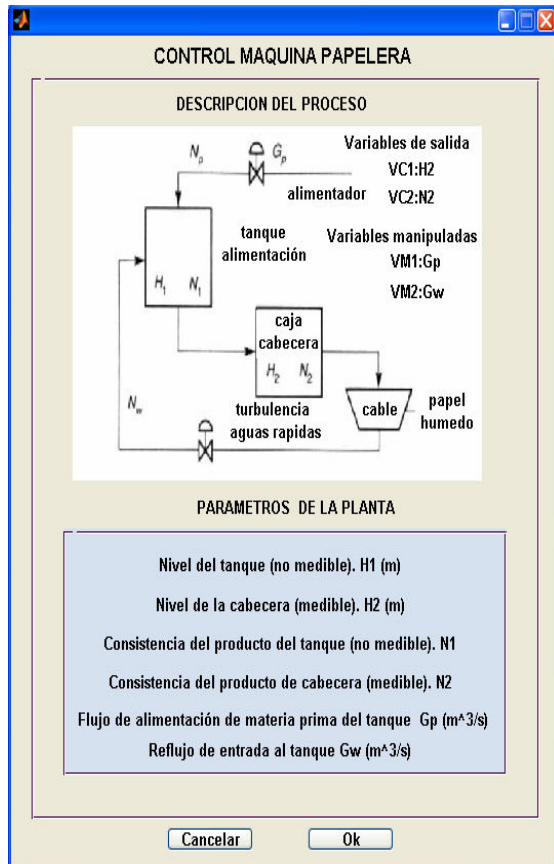 CONTROL MAQUINA PAPELERA
DESCRIPCION DEL PROCESO
Np
Gp
Variables de salida
VC1:H2
alimentador
VC2:N2
tanque
alimentación
Variables manipuladas
VM1:Gp
VM2:Gw
H1 N1
caja
cabecera
H2 N2
Nw
turbulencia
aguas rapidas
cable
papel
humedo
PARAMETROS DE LA PLANTA
Nivel del tanque (no medible). H1 (m)
Nivel de la cabecera (medible). H2 (m)
Consistencia del producto del tanque (no medible). N1
Consistencia del producto de cabecera (medible). N2
Flujo de alimentación de materia prima del tanque Gp (m^3/s)
Reflujo de entrada al tanque Gw (m^3/s)
Cancelar
Ok